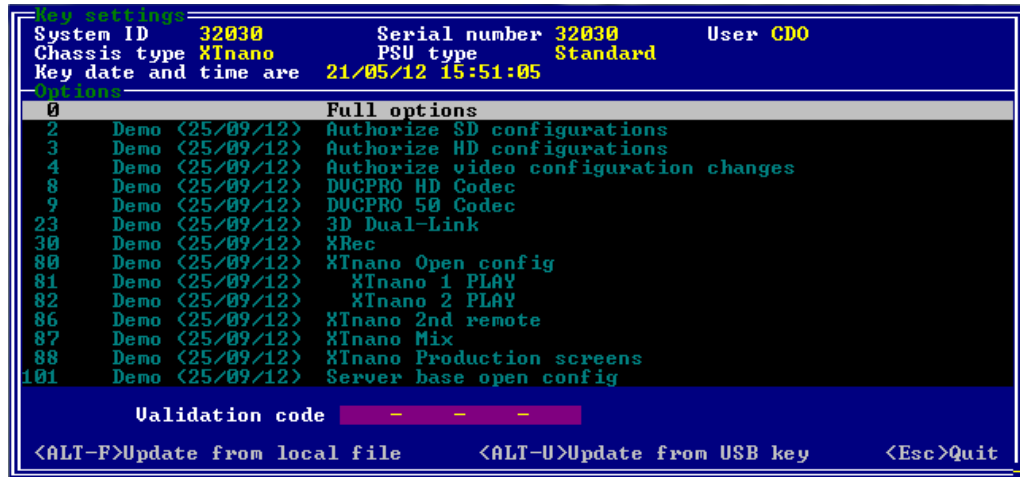 Key settings
System ID 32030 Serial number 32030 User CDO
Chassis type XTnano PSU type Standard
Key date and time are 21/05/12 15:51:05
Options
0 Full options
2 Demo (25/09/12) Authorize SD configurations
3 Demo (25/09/12) Authorize HD configurations
4 Demo (25/09/12) Authorize video configuration changes
8 Demo (25/09/12) DVCPRO HD Codec
9 Demo (25/09/12) DVCPRO 50 Codec
23 Demo (25/09/12) 3D Dual-Link
30 Demo (25/09/12) XRec
80 Demo (25/09/12) XTnano Open config
81 Demo (25/09/12) XTnano 1 PLAY
82 Demo (25/09/12) XTnano 2 PLAY
86 Demo (25/09/12) XTnano 2nd remote
87 Demo (25/09/12) XTnano Mix
88 Demo (25/09/12) XTnano Production screens
101 Demo (25/09/12) Server base open config
Validation code - - -
<ALT-F>Update from local file <ALT-U>Update from USB key <Esc>Quit